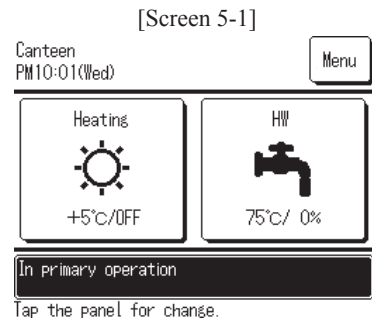 [Screen 5-1]
Canteen
PM10:01(Wed)
Menu
Heating
+5°C/OFF
HW
75°C/ 0%
In primary operation
Tap the panel for change.